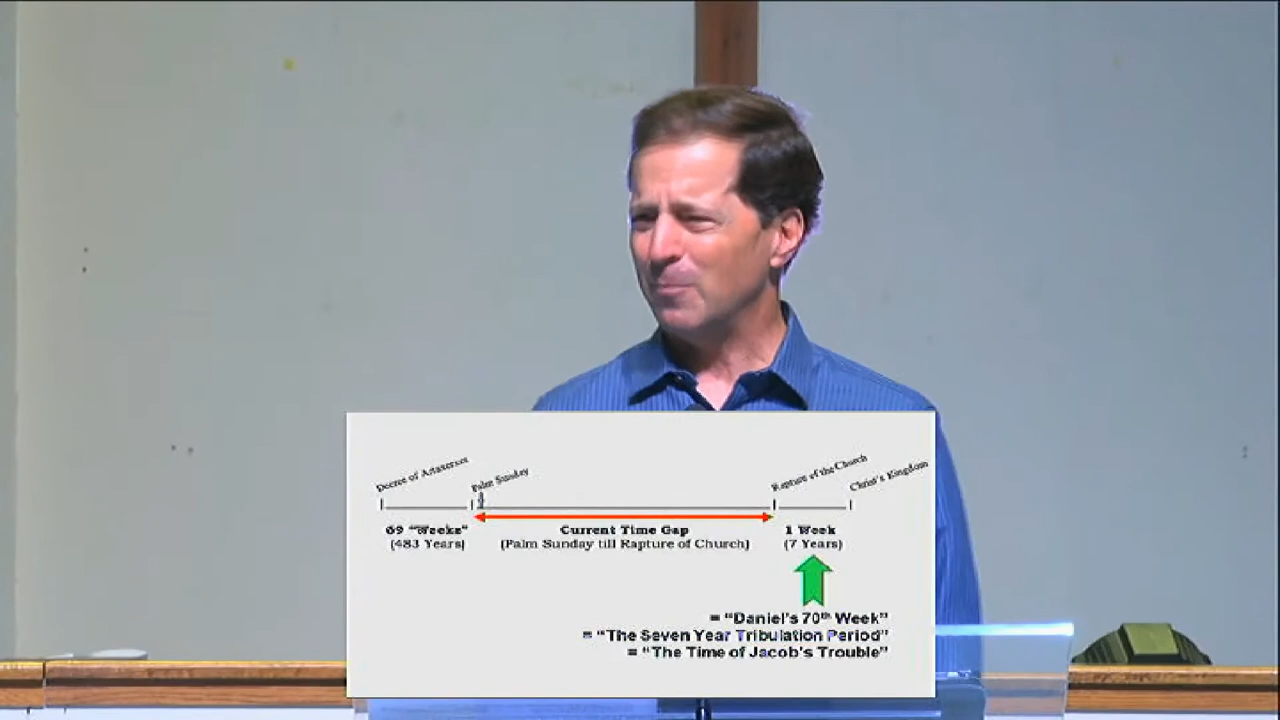 Decree of Artaxerxes
Palm Sunday
Rapture of the Church
Christ's Kingdom
69 "Weeks"
(483 Years)
Current Time Gap
(Palm Sunday till Rapture of Church)
1 Week
(7 Years)
= "Daniel's 70th Week"
= "The Seven Year Tribulation Period"
= "The Time of Jacob's Trouble"